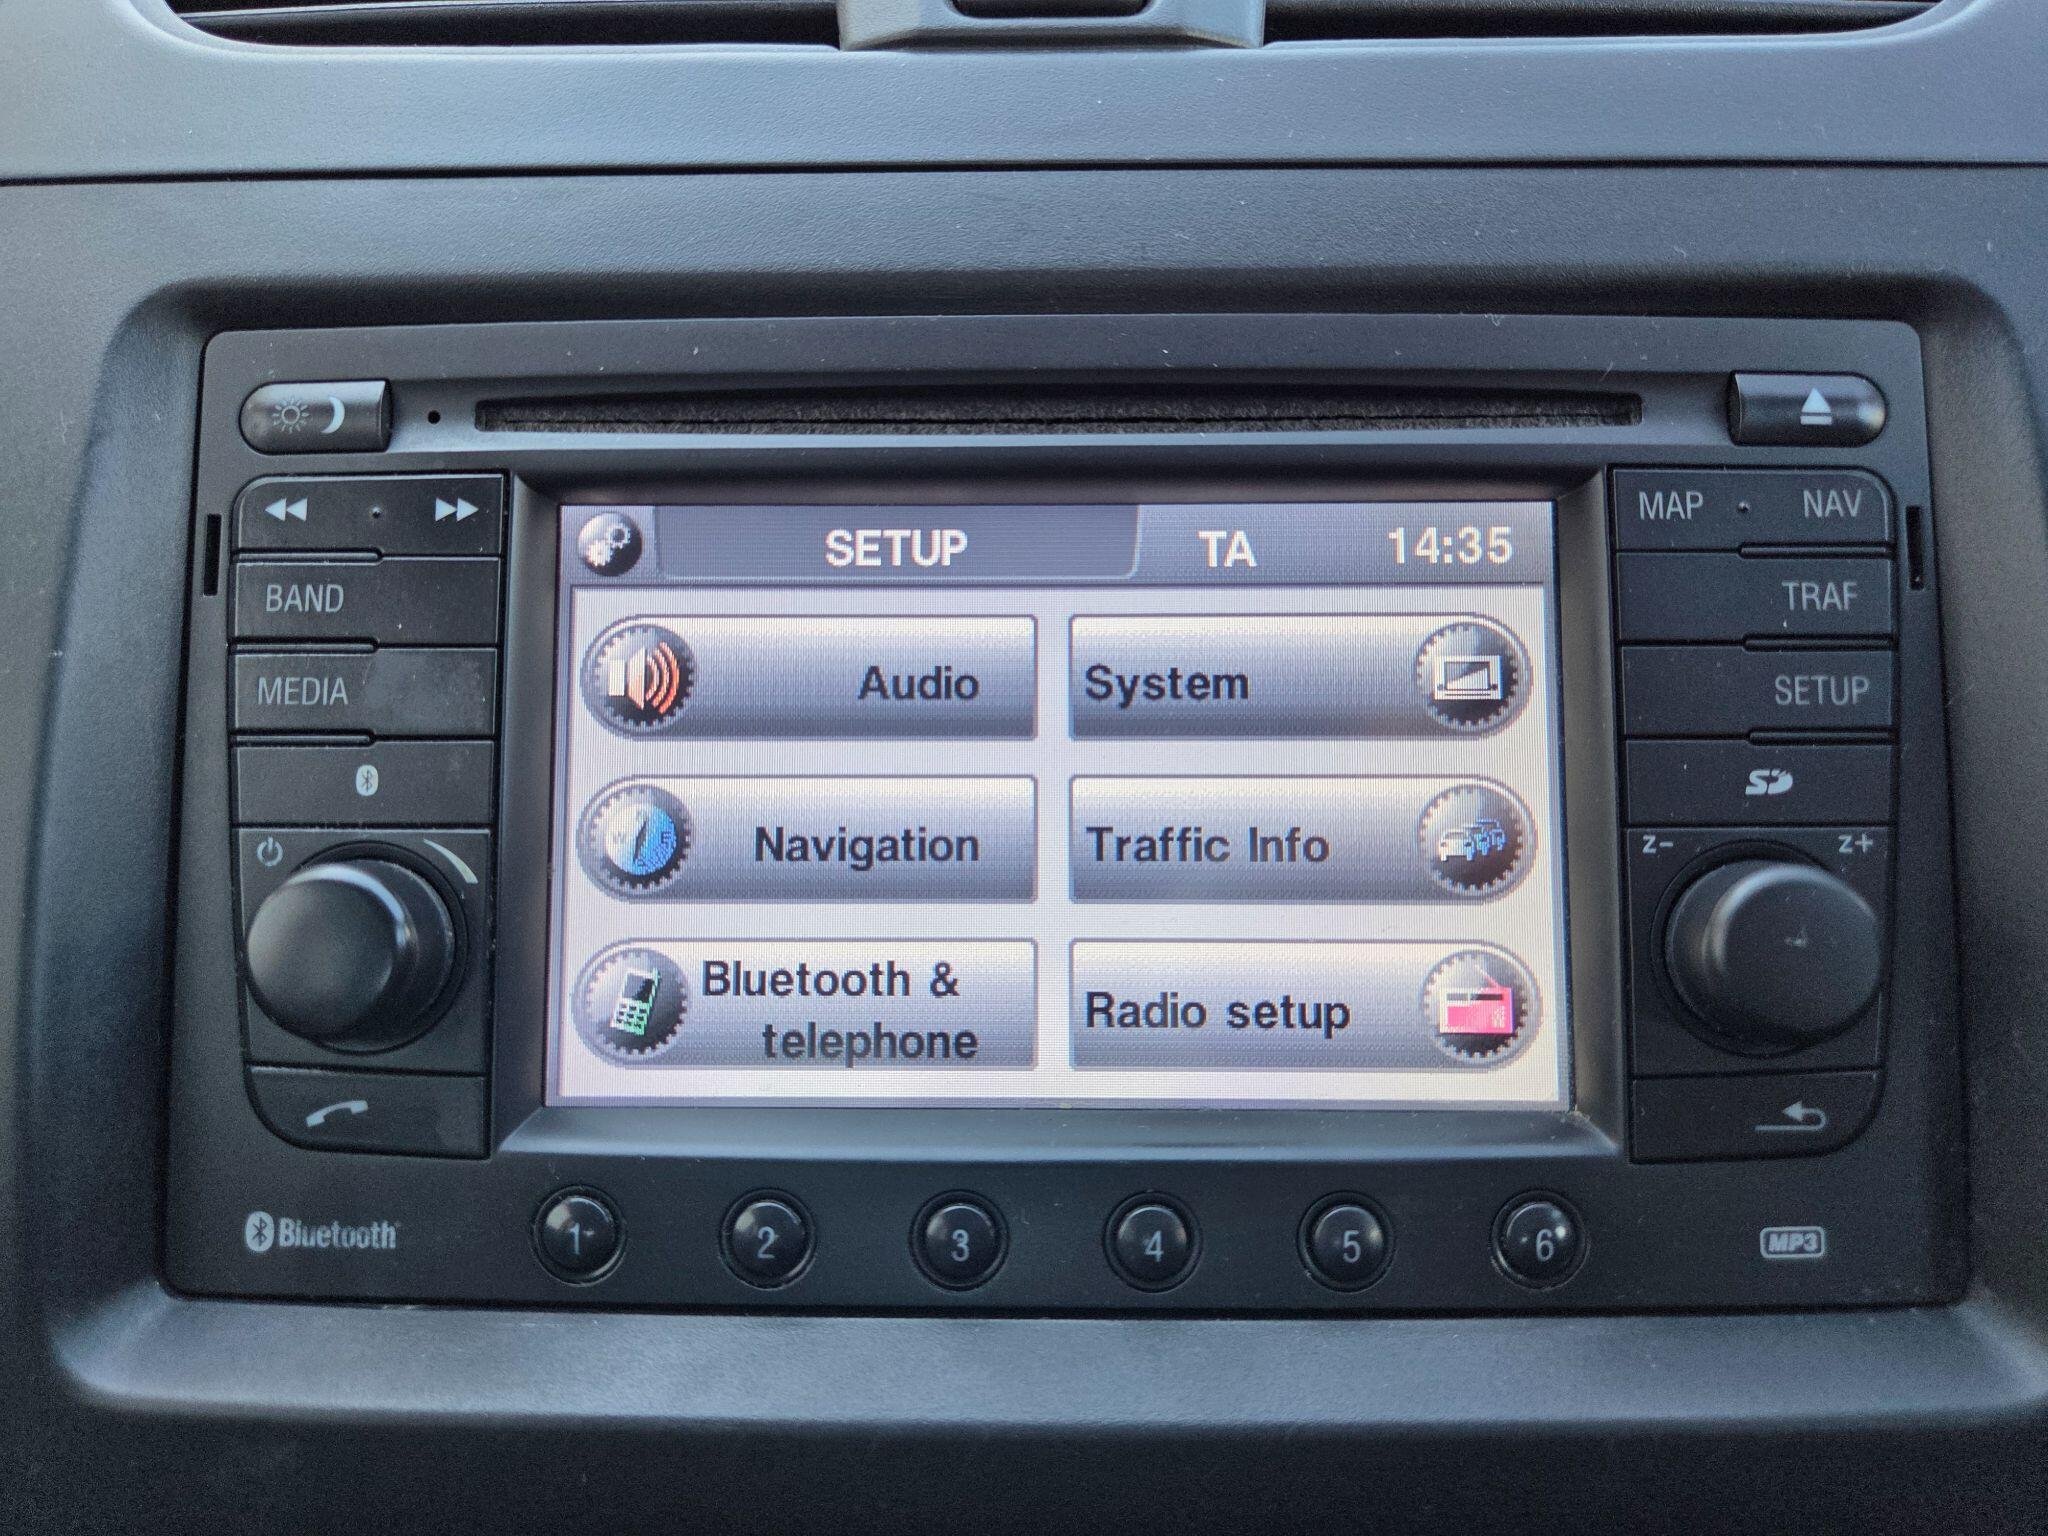 MAP NAV
SETUP TA 14:35
BAND
TRAF
MEDIA
Audio
System
SETUP
Navigation
Traffic Info
SD
z- z+
Bluetooth &
telephone
Radio setup
Bluetooth
1 2 3 4 5 6
MP3